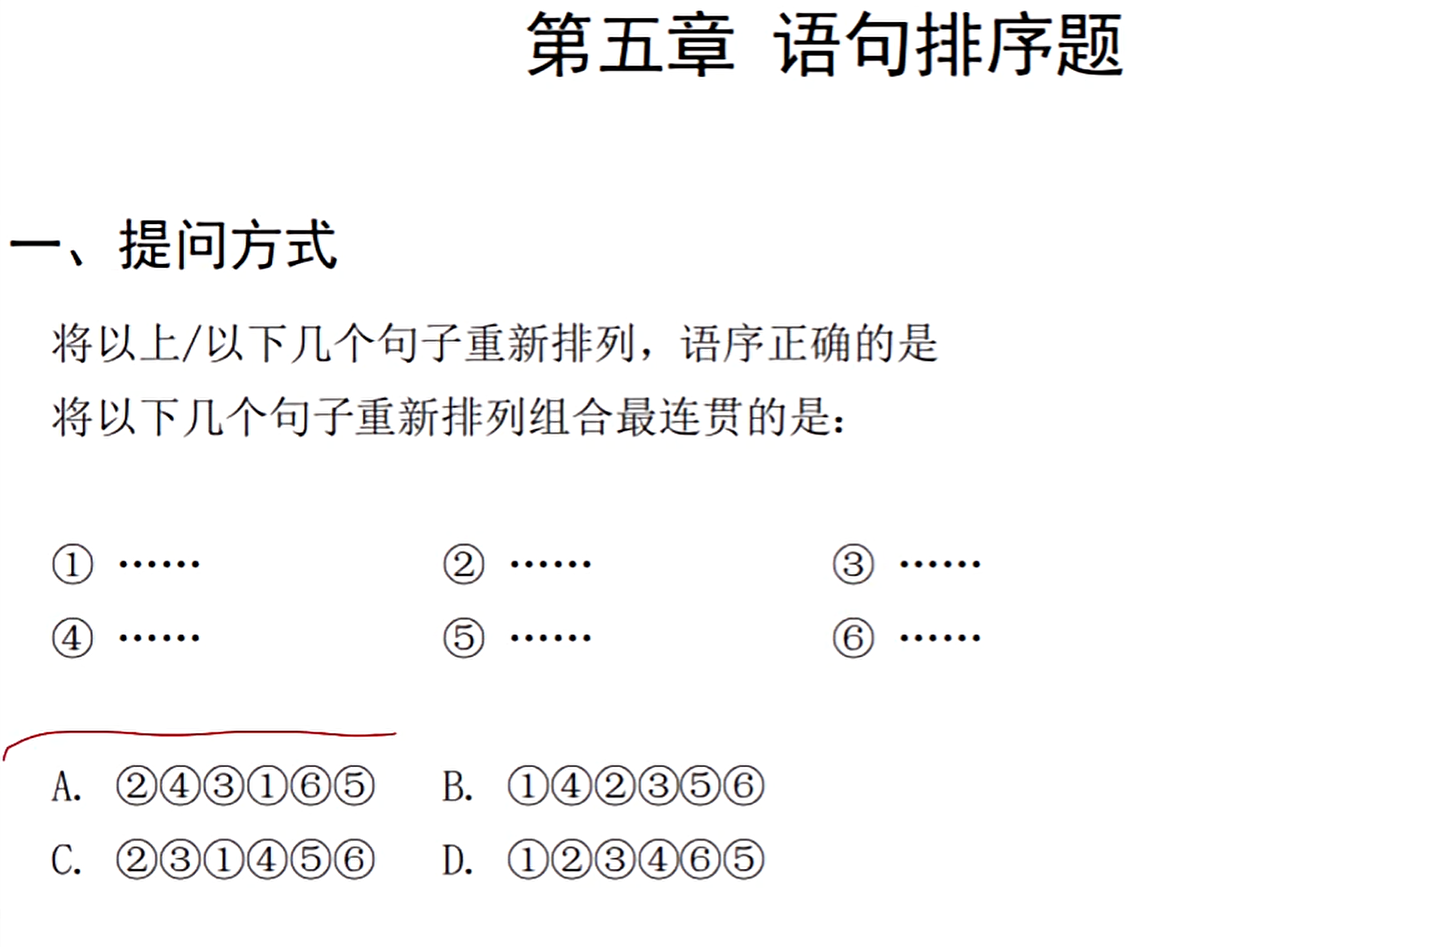 第五章 语句排序题
一、提问方式
将以上/以下几个句子重新排列，语序正确的是
将以下几个句子重新排列组合最连贯的是：
① …… ② …… ③ ……
④ …… ⑤ …… ⑥ ……
A. ②④③①⑥⑤ B. ①④②③⑤⑥
C. ②③①④⑤⑥ D. ①②③④⑥⑤